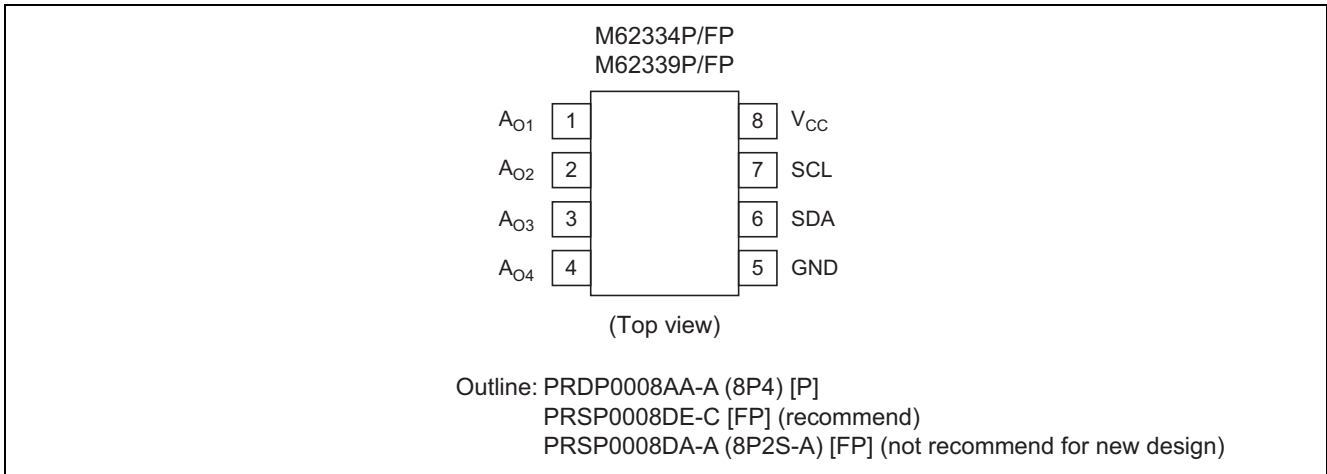 M62334P/FP
M62339P/FP
AO1 1 8 VCC
AO2 2 7 SCL
AO3 3 6 SDA
AO4 4 5 GND
(Top view)
Outline: PRDP0008AA-A (8P4) [P]
PRSP0008DE-C [FP] (recommend)
PRSP0008DA-A (8P2S-A) [FP] (not recommend for new design)